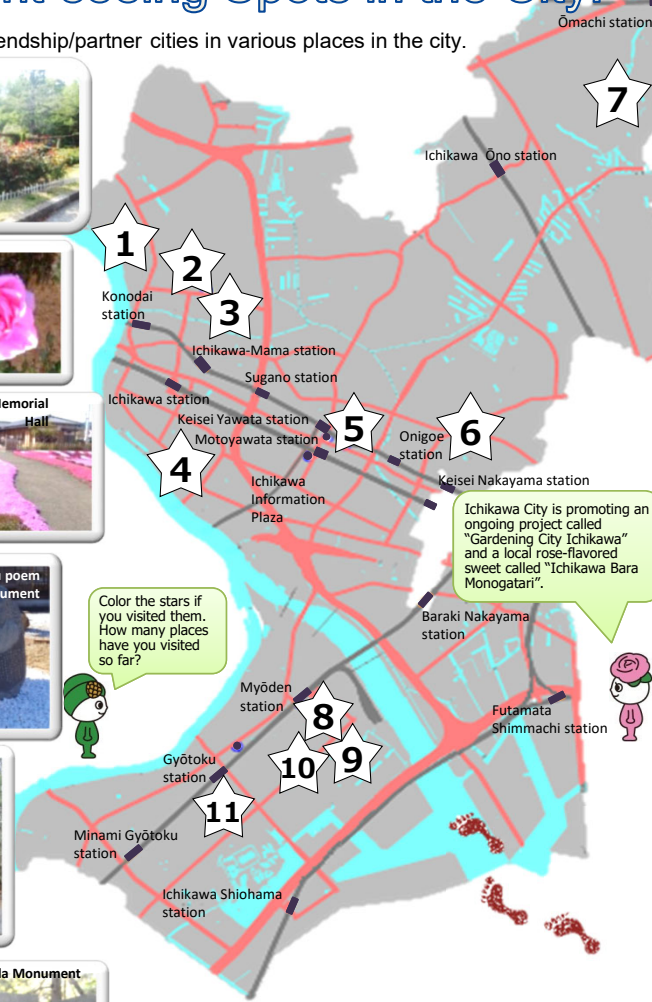 in the City!
Ōmachi station
endship/partner cities in various places in the city.
7
Ichikawa Ōno station
1
2
3
Konodai
station
Ichikawa-Mama station
Sugano station
Ichikawa station
Keisei Yawata station
Motoyawata station
5
Onigoe
station
6
4
Memorial
Hall
Ichikawa
Information
Plaza
Keisei Nakayama station
Ichikawa City is promoting an
ongoing project called
“Gardening City Ichikawa”
and a local rose-flavored
sweet called “Ichikawa Bara
Monogatari”.
poem
Color the stars if
you visited them.
How many places
have you visited
so far?
Baraki Nakayama
station
Myōden
station
8
Futamata
Shimmachi station
Gyōtoku
station
10
9
11
Minami Gyōtoku
station
Ichikawa Shiohama
station
Monument